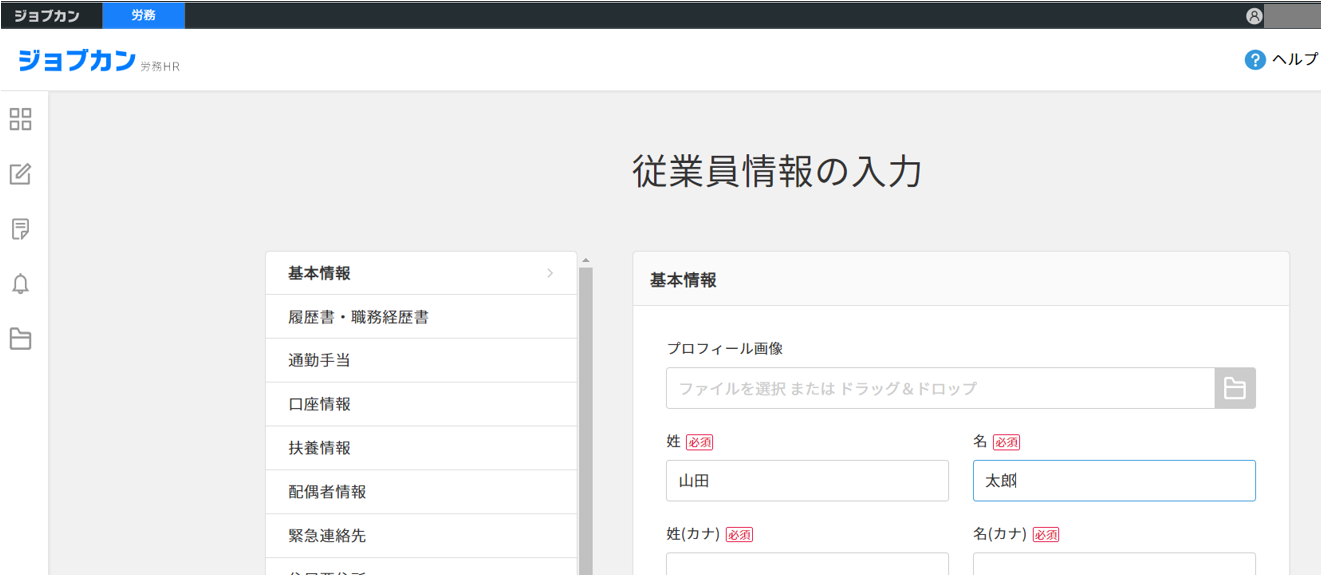 ジョブカン 労務
ジョブカン 労務HR
? ヘルプ
従業員情報の入力
基本情報
履歴書・職務経歴書
通勤手当
口座情報
扶養情報
配偶者情報
緊急連絡先
基本情報
プロフィール画像
ファイルを選択 または ドラッグ＆ドロップ
姓 必須 名 必須
山田 太郎
姓(カナ) 必須 名(カナ) 必須